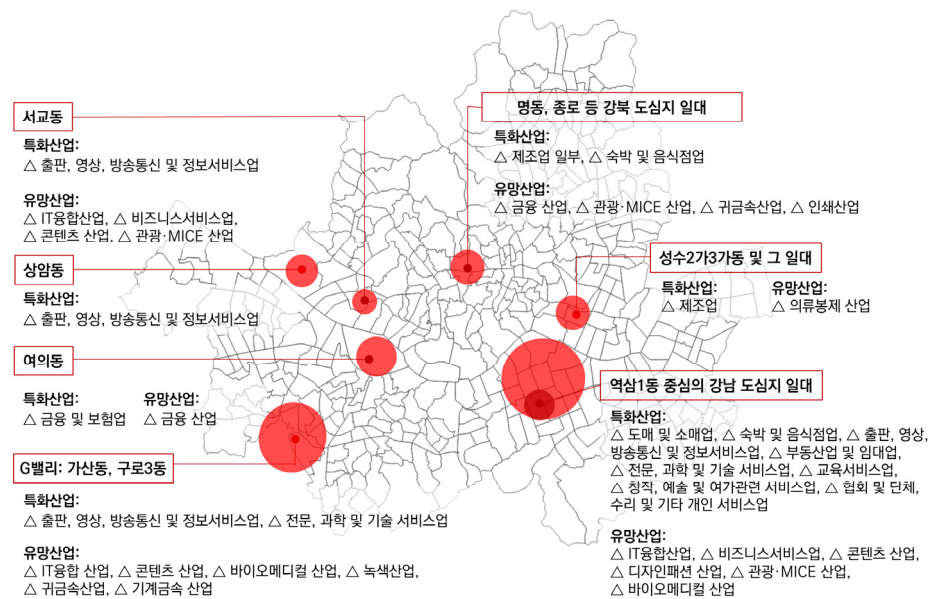 서교동
특화산업:
△ 출판, 영상, 방송통신 및 정보서비스업
유망산업:
△ IT융합산업, △ 비즈니스서비스업,
△ 콘텐츠 산업, △ 관광·MICE 산업
상암동
특화산업:
△ 출판, 영상, 방송통신 및 정보서비스업
여의동
특화산업:
△ 금융 및 보험업
유망산업:
△ 금융 산업
G밸리: 가산동, 구로3동
특화산업:
△ 출판, 영상, 방송통신 및 정보서비스업, △ 전문, 과학 및 기술 서비스업
유망산업:
△ IT융합 산업, △ 콘텐츠 산업, △ 바이오메디컬 산업, △ 녹색산업,
△ 귀금속산업, △ 기계금속 산업
명동, 종로 등 강북 도심지 일대
특화산업:
△ 제조업 일부, △ 숙박 및 음식점업
유망산업:
△ 금융 산업, △ 관광·MICE 산업, △ 귀금속산업, △ 인쇄산업
성수2가3가동 및 그 일대
특화산업:
△ 제조업
유망산업:
△ 의류봉제 산업
역삼1동 중심의 강남 도심지 일대
특화산업:
△ 도매 및 소매업, △ 숙박 및 음식점업, △ 출판, 영상,
방송통신 및 정보서비스업, △ 부동산업 및 임대업,
△ 전문, 과학 및 기술 서비스업, △ 교육서비스업,
△ 창작, 예술 및 여가관련 서비스업, △ 협회 및 단체,
수리 및 기타 개인 서비스업
유망산업:
△ IT융합산업, △ 비즈니스서비스업, △ 콘텐츠 산업,
△ 디자인패션 산업, △ 관광·MICE 산업,
△ 바이오메디컬 산업